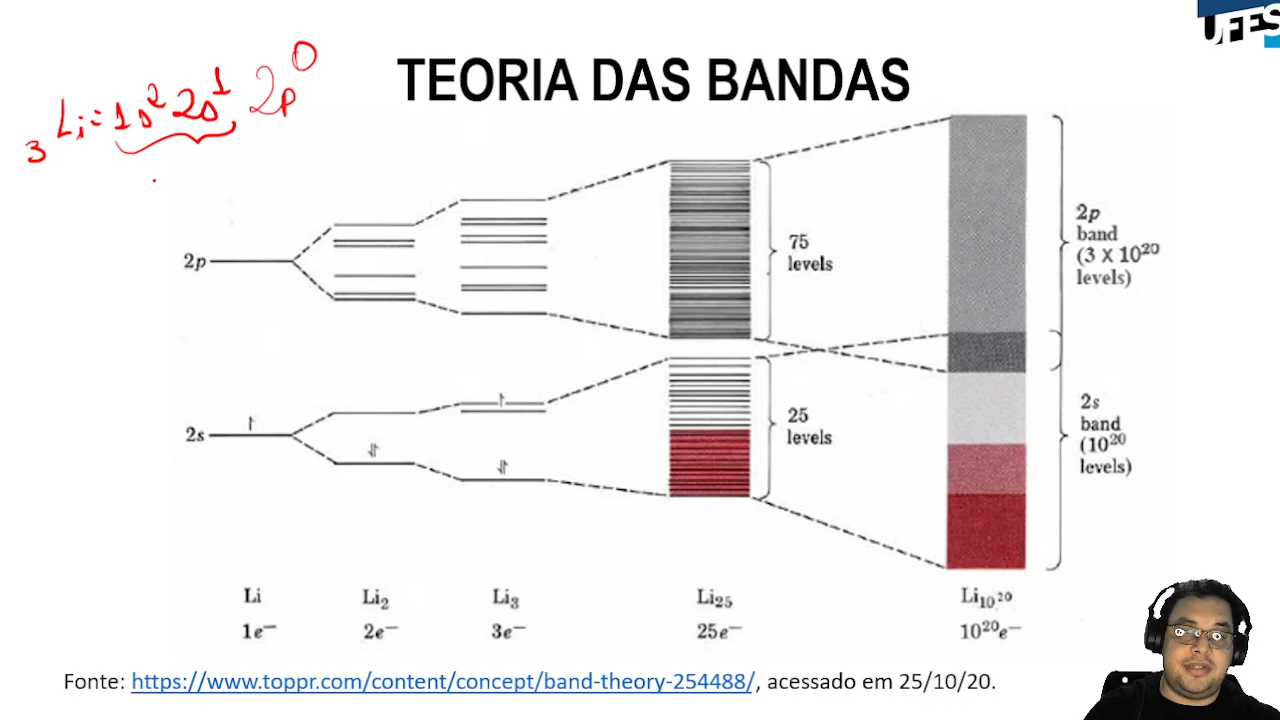 UFES
TEORIA DAS BANDAS
₃Li = 1s² 2s¹ 2p⁰
2p
75
levels
2p
band
(3 X 10²⁰
levels)
2s
25
levels
2s
band
(10²⁰
levels)
Li Li₂ Li₃ Li₂₅ Li₁₀²⁰
1e⁻ 2e⁻ 3e⁻ 25e⁻ 10²⁰e⁻
Fonte: https://www.toppr.com/content/concept/band-theory-254488/, acessado em 25/10/20.